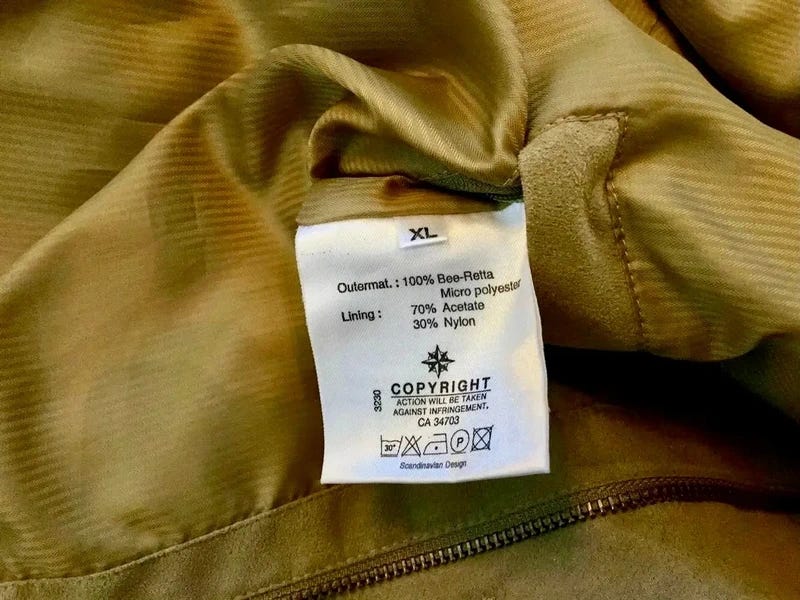 XL
Outermat. : 100% Bee-Retta
Micro polyester
Lining : 70% Acetate
30% Nylon
3230
COPYRIGHT
ACTION WILL BE TAKEN
AGAINST INFRINGEMENT.
CA 34703
30° P
Scandinavian Design